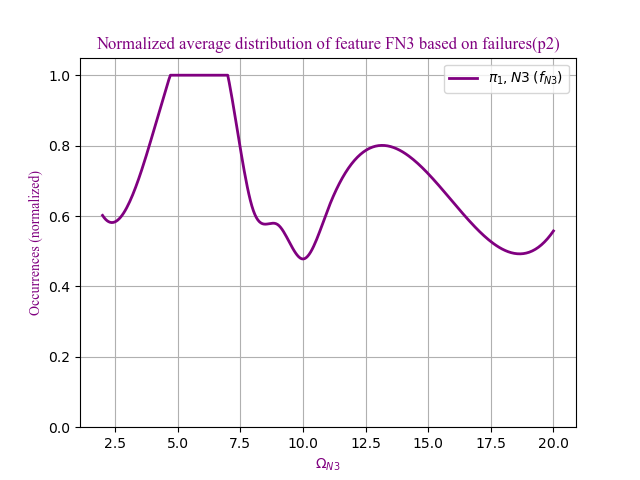 Normalized average distribution of feature FN3 based on failures(p2)
1.0
π₁, N3 (f_N3)
0.8
0.6
0.4
0.2
0.0
Occurrences (normalized)
2.5 5.0 7.5 10.0 12.5 15.0 17.5 20.0
Ω_N3